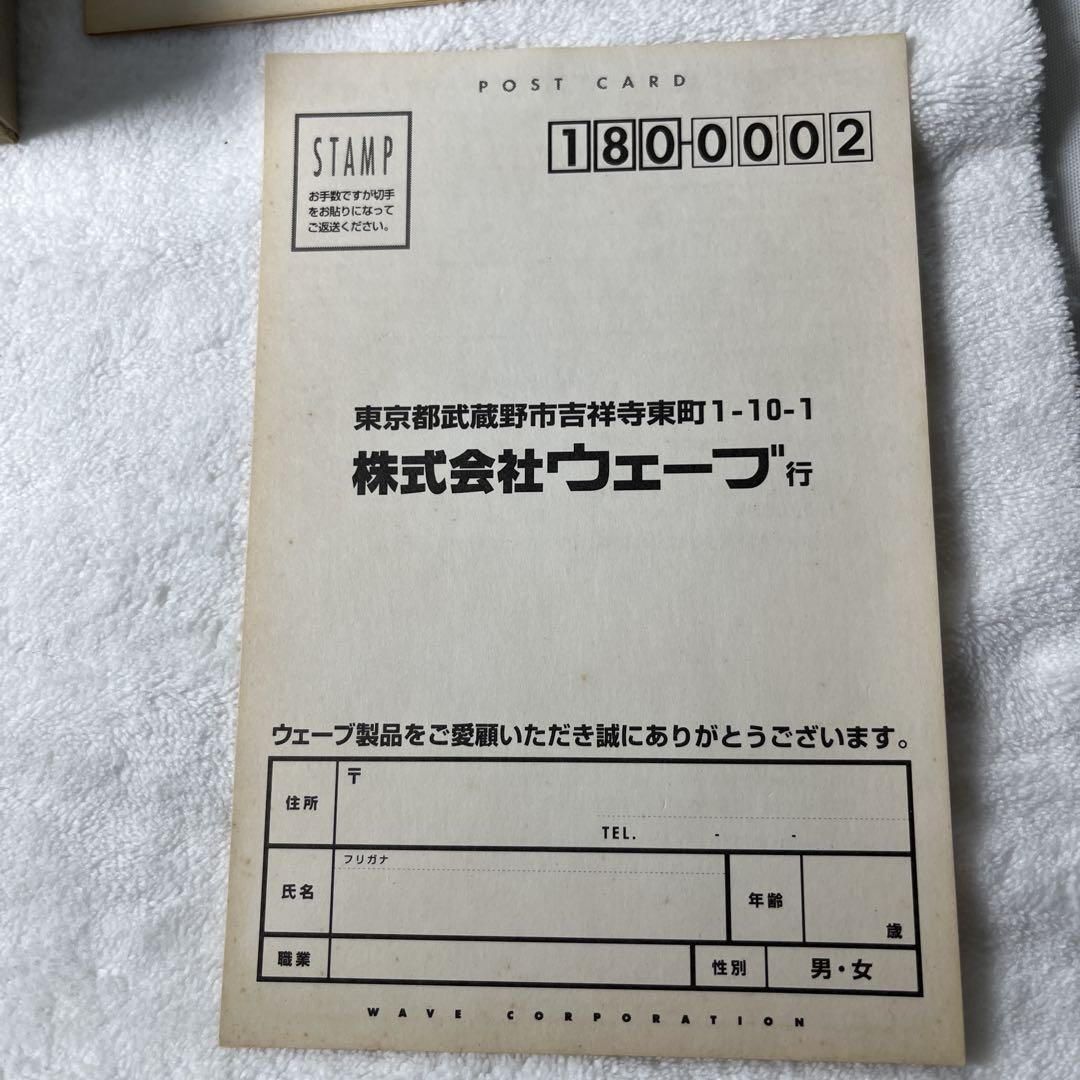 POST CARD
STAMP
お手数ですが切手
をお貼りになって
ご返送ください。
180-0002
東京都武蔵野市吉祥寺東町1-10-1
株式会社ウェーブ行
ウェーブ製品をご愛顧いただき誠にありがとうございます。
住所
〒
TEL. - -
フリガナ
氏名
年齢
歳
職業
性別
男・女
WAVE CORPORATION